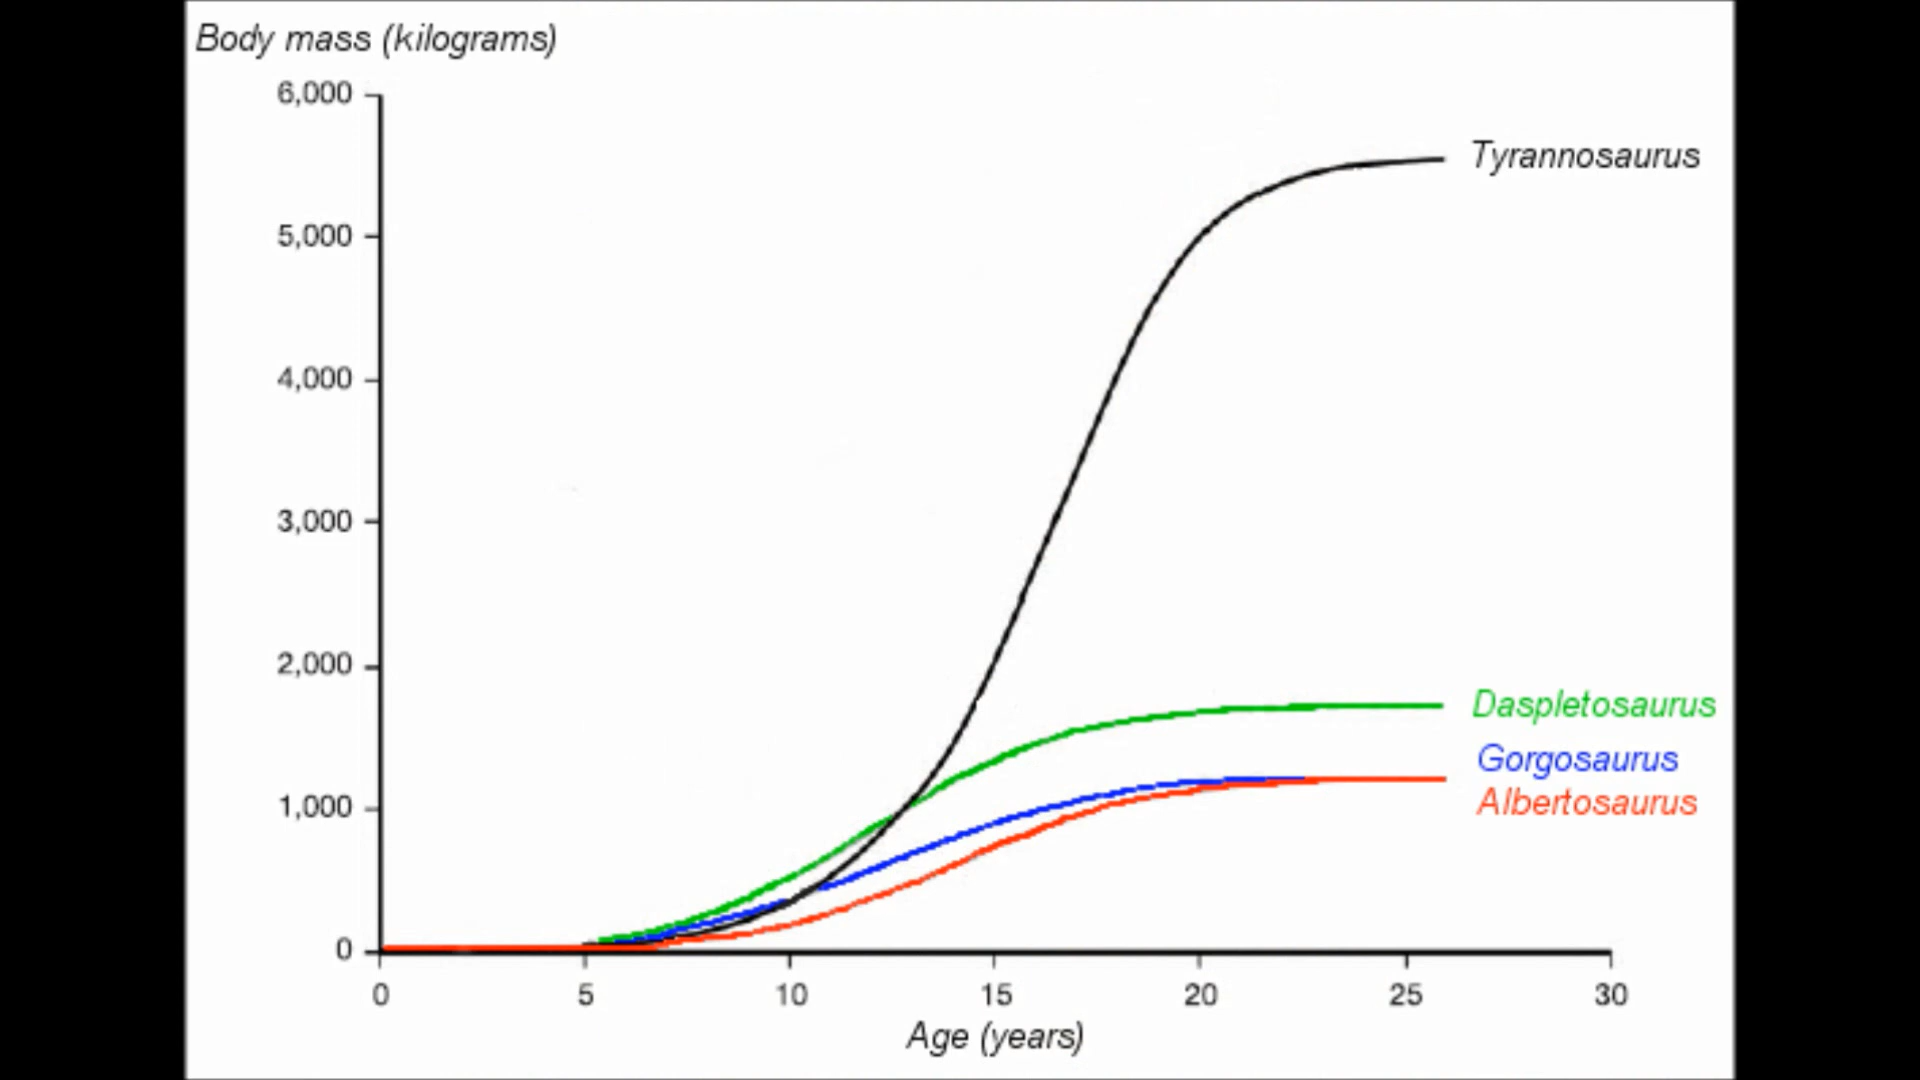 Body mass (kilograms)
6,000
Tyrannosaurus
5,000
4,000
3,000
2,000
Daspletosaurus
Gorgosaurus
Albertosaurus
1,000
0
0 5 10 15 20 25 30
Age (years)